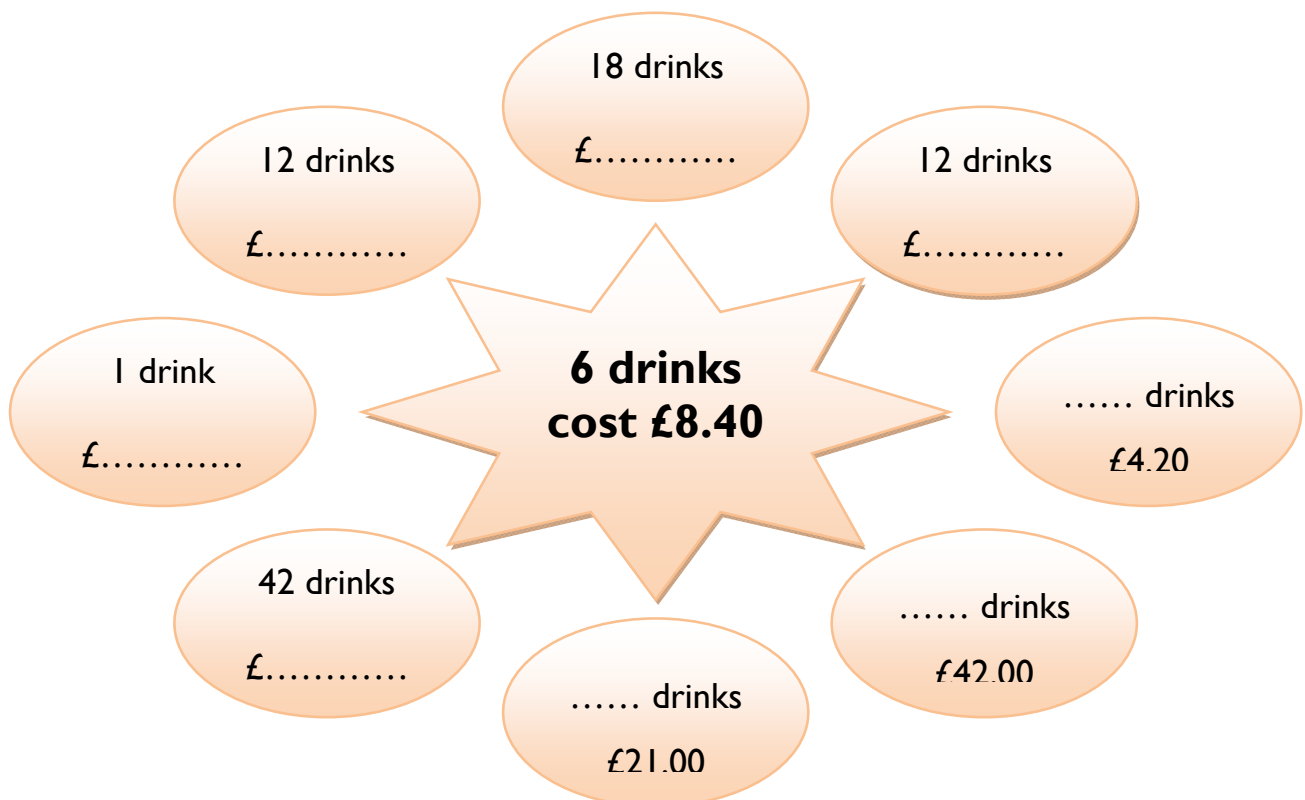 18 drinks
£…………
12 drinks
£…………
12 drinks
£…………
1 drink
£…………
6 drinks
cost £8.40
…… drinks
£4.20
42 drinks
£…………
…… drinks
£42.00
…… drinks
£21.00